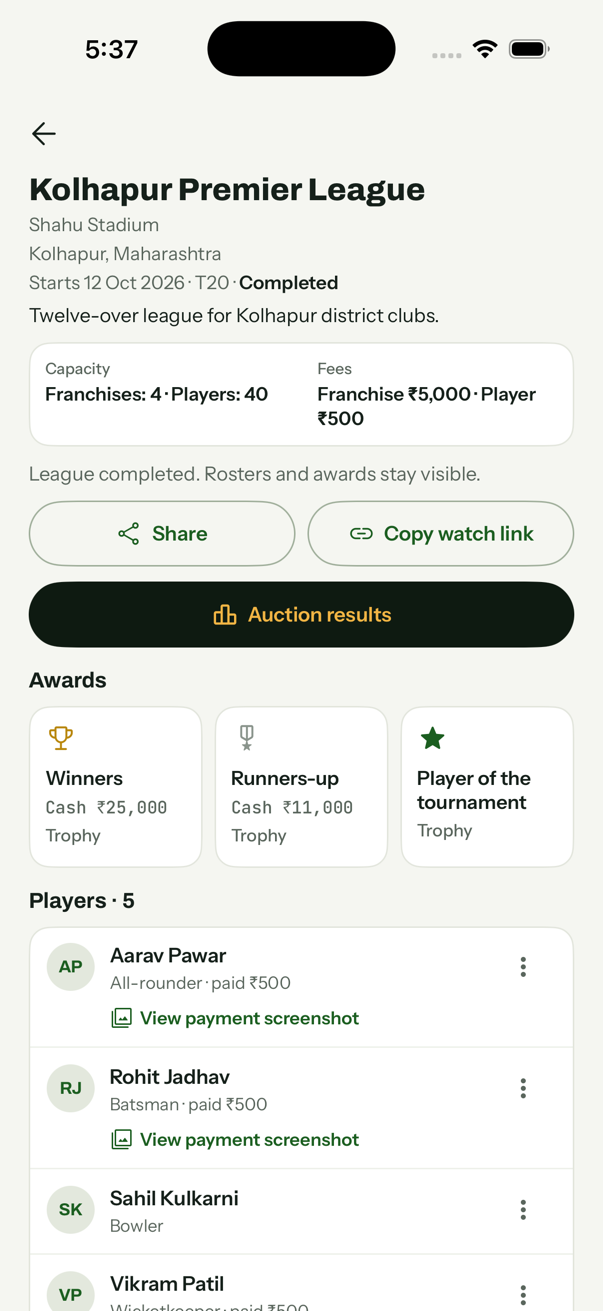 5:37
Kolhapur Premier League
Shahu Stadium
Kolhapur, Maharashtra
Starts 12 Oct 2026 · T20 · Completed
Twelve-over league for Kolhapur district clubs.
Capacity
Franchises: 4 · Players: 40
Fees
Franchise ₹5,000 · Player
₹500
League completed. Rosters and awards stay visible.
Share
Copy watch link
Auction results
Awards
Winners
Cash ₹25,000
Trophy
Runners-up
Cash ₹11,000
Trophy
Player of the
tournament
Trophy
Players · 5
AP
Aarav Pawar
All-rounder · paid ₹500
View payment screenshot
RJ
Rohit Jadhav
Batsman · paid ₹500
View payment screenshot
SK
Sahil Kulkarni
Bowler
VP
Vikram Patil
Wicketkeeper · paid ₹500